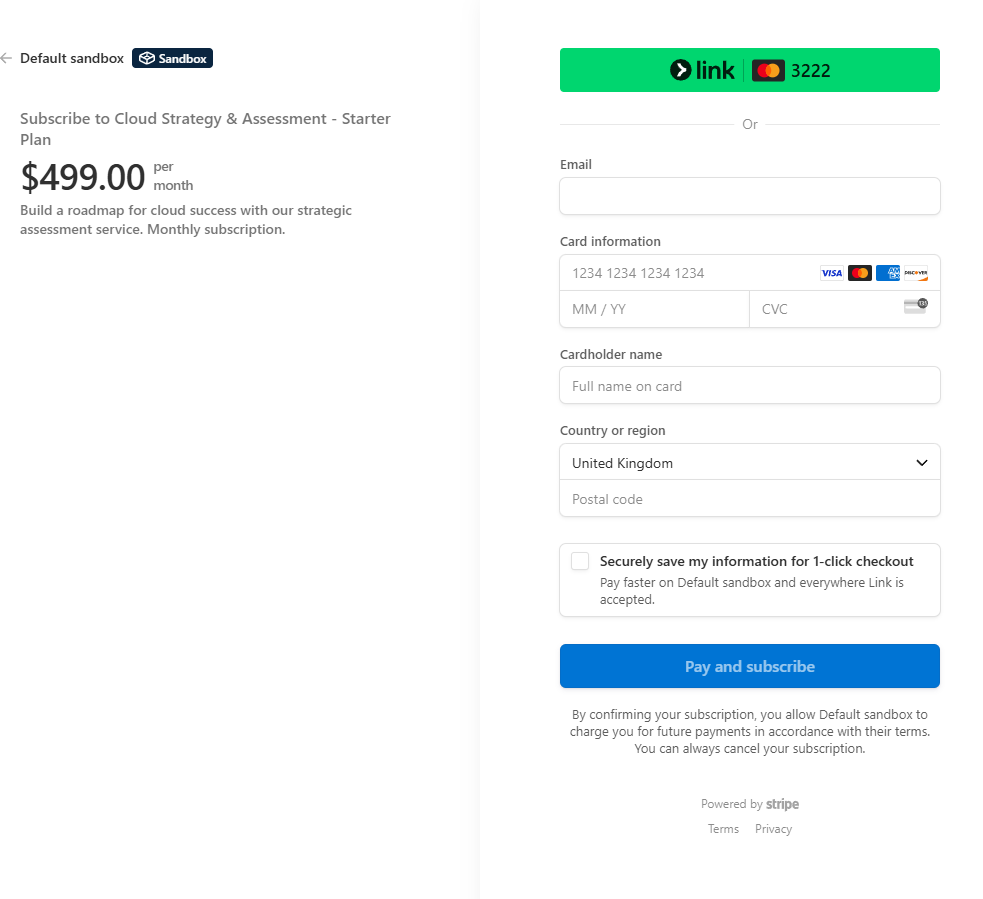 Default sandbox Sandbox
Subscribe to Cloud Strategy & Assessment - Starter
Plan
$499.00 per
month
Build a roadmap for cloud success with our strategic
assessment service. Monthly subscription.
link 3222
Or
Email
Card information
1234 1234 1234 1234 VISA AMEX DISCOVER
MM / YY CVC 135
Cardholder name
Full name on card
Country or region
United Kingdom
Postal code
Securely save my information for 1-click checkout
Pay faster on Default sandbox and everywhere Link is
accepted.
Pay and subscribe
By confirming your subscription, you allow Default sandbox to
charge you for future payments in accordance with their terms.
You can always cancel your subscription.
Powered by stripe
Terms Privacy